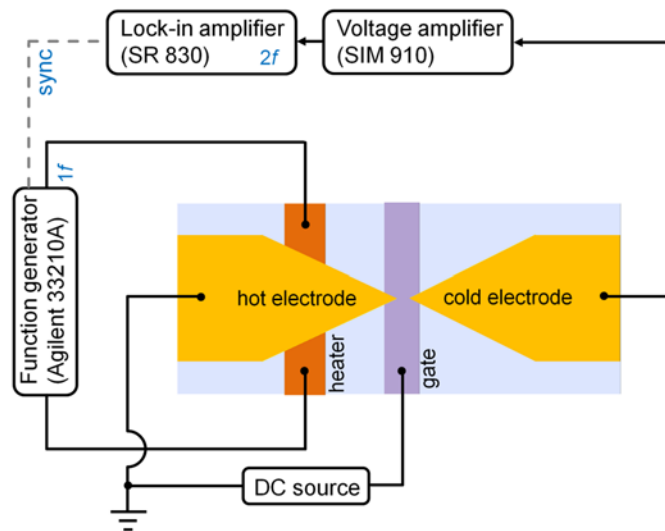 Lock-in amplifier
(SR 830) 2f
Voltage amplifier
(SIM 910)
sync
1f
Function generator
(Agilent 33210A)
hot electrode
cold electrode
heater
gate
DC source